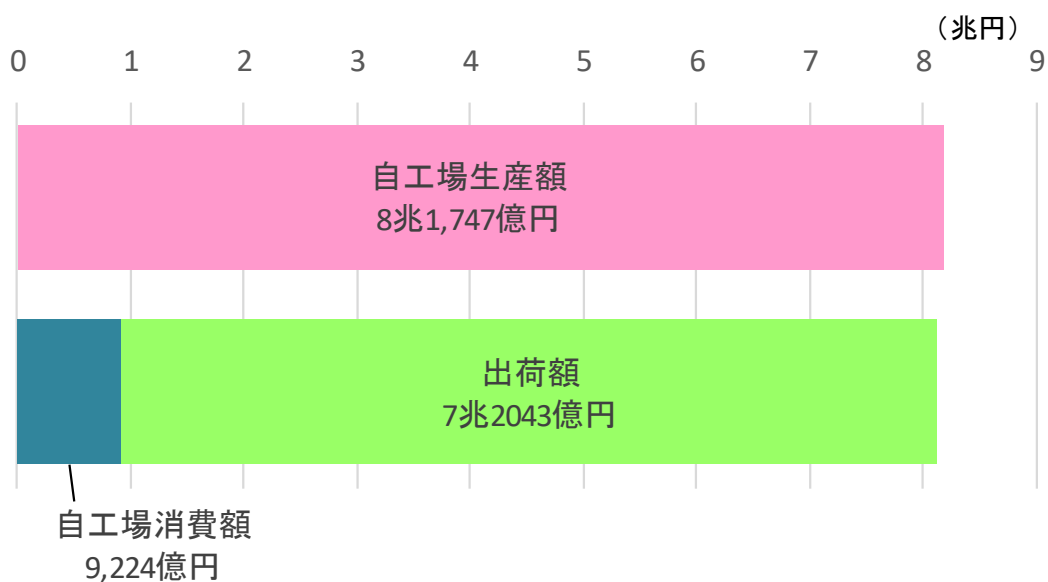 （兆円）
0 1 2 3 4 5 6 7 8 9
自工場生産額
8兆1,747億円
出荷額
7兆2043億円
自工場消費額
9,224億円